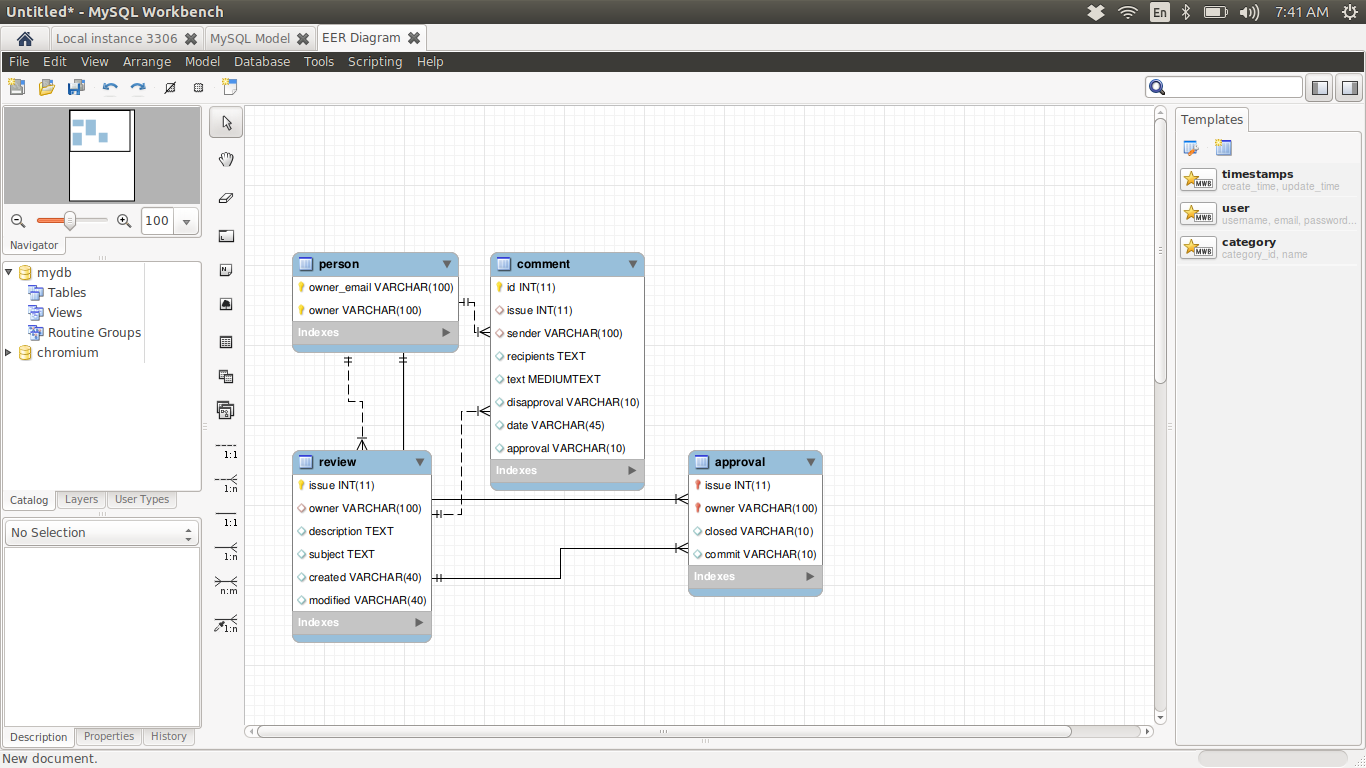 Untitled* - MySQL Workbench
En
7:41 AM
Local instance 3306
MySQL Model
EER Diagram
File Edit View Arrange Model Database Tools Scripting Help
100
Navigator
mydb
Tables
Views
Routine Groups
chromium
Catalog Layers User Types
No Selection
Description Properties History
New document.
1:1
1:n
1:1
1:n
n:m
1:n
person
owner_email VARCHAR(100)
owner VARCHAR(100)
Indexes
comment
id INT(11)
issue INT(11)
sender VARCHAR(100)
recipients TEXT
text MEDIUMTEXT
disapproval VARCHAR(10)
date VARCHAR(45)
approval VARCHAR(10)
Indexes
review
issue INT(11)
owner VARCHAR(100)
description TEXT
subject TEXT
created VARCHAR(40)
modified VARCHAR(40)
Indexes
approval
issue INT(11)
owner VARCHAR(100)
closed VARCHAR(10)
commit VARCHAR(10)
Indexes
Templates
MWB
timestamps
create_time, update_time
MWB
user
username, email, password...
MWB
category
category_id, name